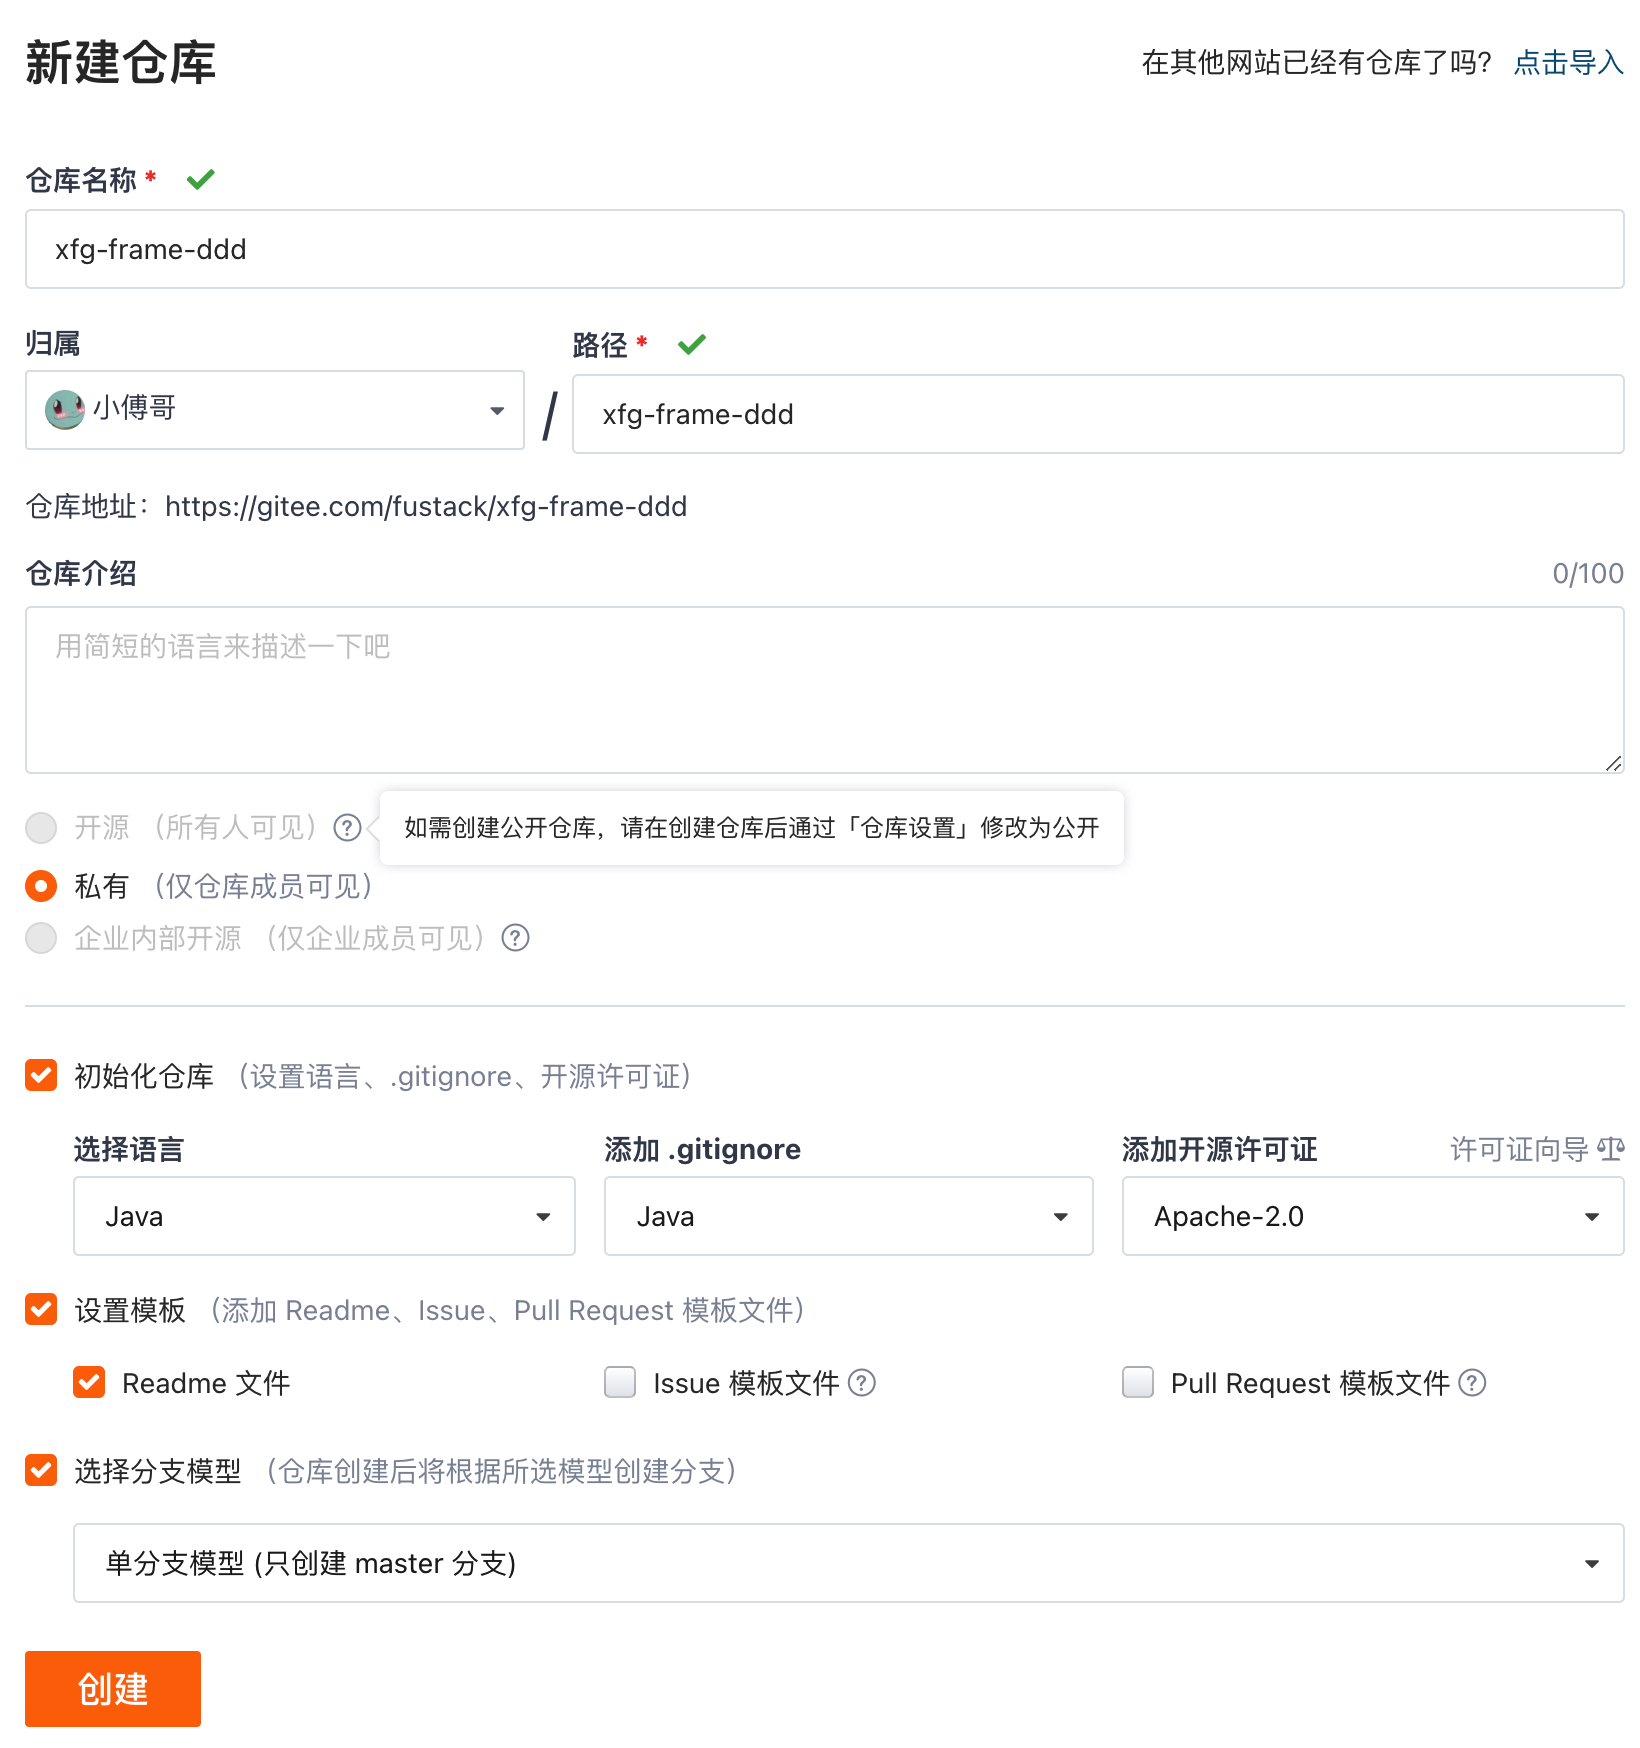 新建仓库
在其他网站已经有仓库了吗? 点击导入
仓库名称 *
xfg-frame-ddd
归属
路径 *
小傅哥
/
xfg-frame-ddd
仓库地址：https://gitee.com/fustack/xfg-frame-ddd
仓库介绍
0/100
用简短的语言来描述一下吧
开源 （所有人可见） ?
如需创建公开仓库，请在创建仓库后通过「仓库设置」修改为公开
私有 （仅仓库成员可见）
企业内部开源 （仅企业成员可见） ?
初始化仓库 （设置语言、.gitignore、开源许可证）
选择语言
添加 .gitignore
添加开源许可证
许可证向导
Java
Java
Apache-2.0
设置模板 （添加 Readme、Issue、Pull Request 模板文件）
Readme 文件
Issue 模板文件 ?
Pull Request 模板文件 ?
选择分支模型 （仓库创建后将根据所选模型创建分支）
单分支模型 (只创建 master 分支)
创建